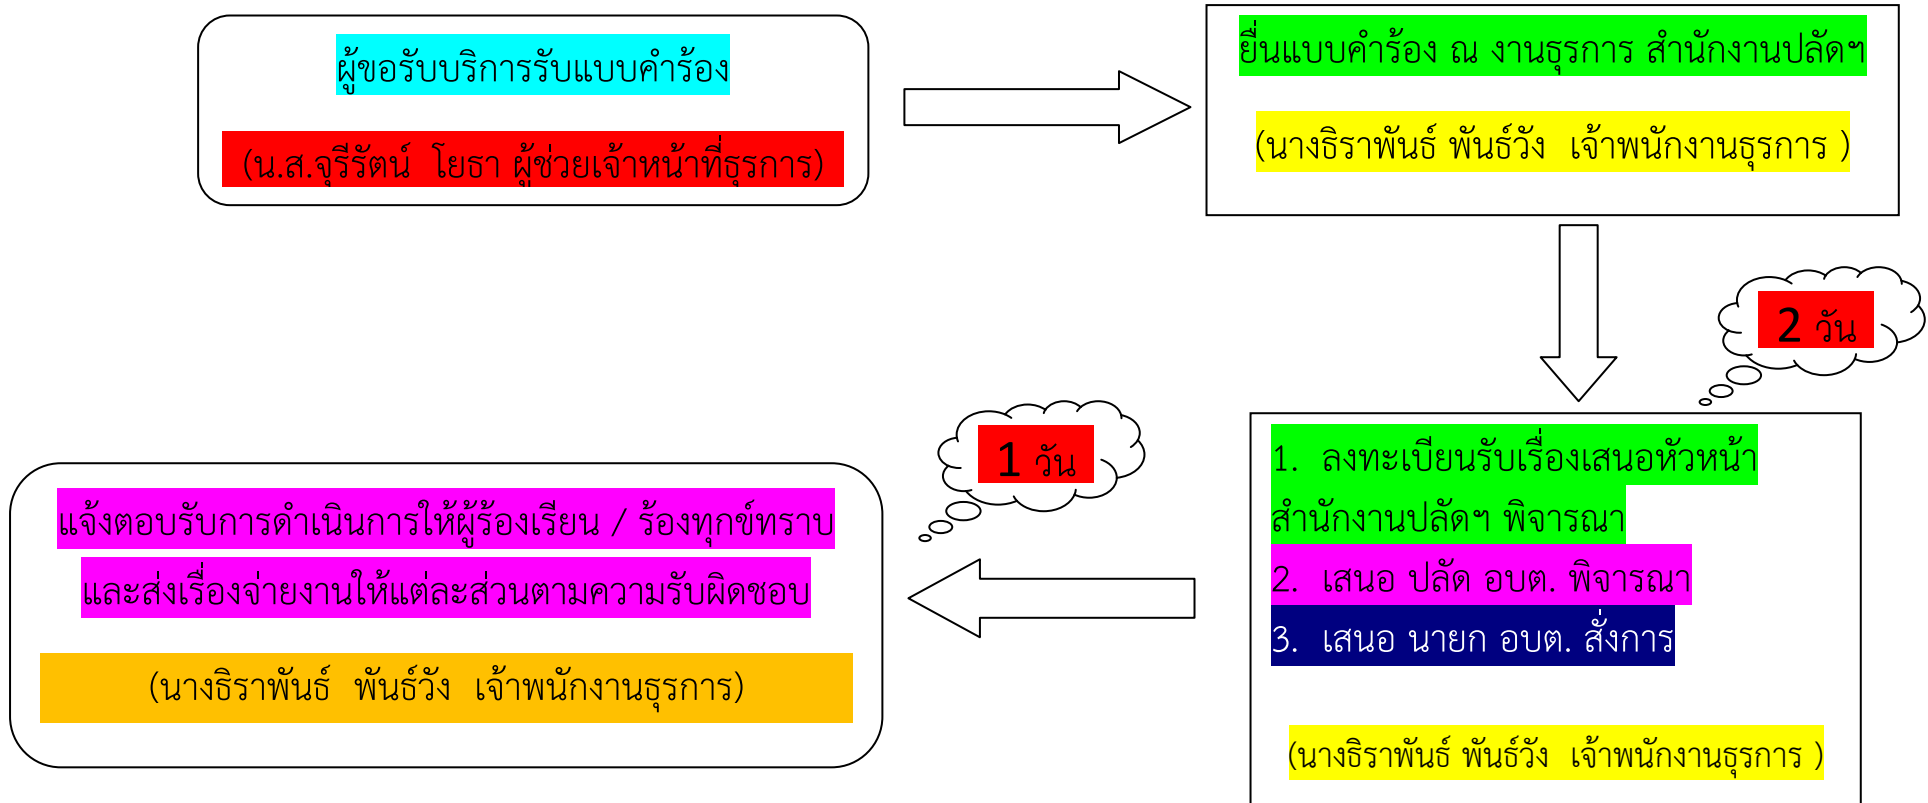 ผู้ขอรับบริการรับแบบคำร้อง
(น.ส.จุรีรัตน์ โยธา ผู้ช่วยเจ้าหน้าที่ธุรการ)
ยื่นแบบคำร้อง ณ งานธุรการ สำนักงานปลัดฯ
(นางธิราพันธ์ พันธ์วัง เจ้าพนักงานธุรการ )
2 วัน
1. ลงทะเบียนรับเรื่องเสนอหัวหน้า
สำนักงานปลัดฯ พิจารณา
2. เสนอ ปลัด อบต. พิจารณา
3. เสนอ นายก อบต. สั่งการ
(นางธิราพันธ์ พันธ์วัง เจ้าพนักงานธุรการ )
1 วัน
แจ้งตอบรับการดำเนินการให้ผู้ร้องเรียน / ร้องทุกข์ทราบ
และส่งเรื่องจ่ายงานให้แต่ละส่วนตามความรับผิดชอบ
(นางธิราพันธ์ พันธ์วัง เจ้าพนักงานธุรการ)